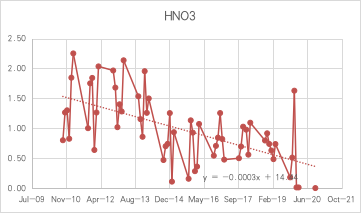 HNO3
2.50
2.00
1.50
1.00
0.50
0.00
y = -0.0003x + 14.
Jul-09 Nov-10 Apr-12 Aug-13 Dec-14 May-16 Sep-17 Feb-19 Jun-20 Oct-21